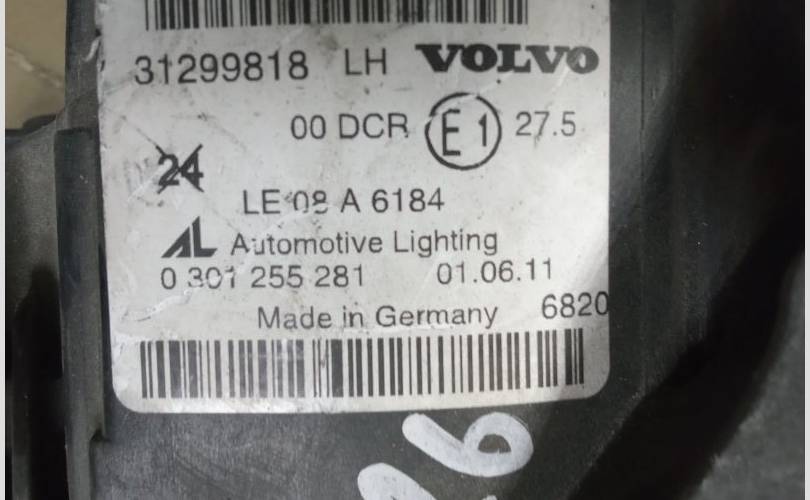 31299818 LH VOLVO
00 DCR E1 27.5
24
LE 08 A 6184
AL Automotive Lighting
0 301 255 281 01.06.11
Made in Germany 6820